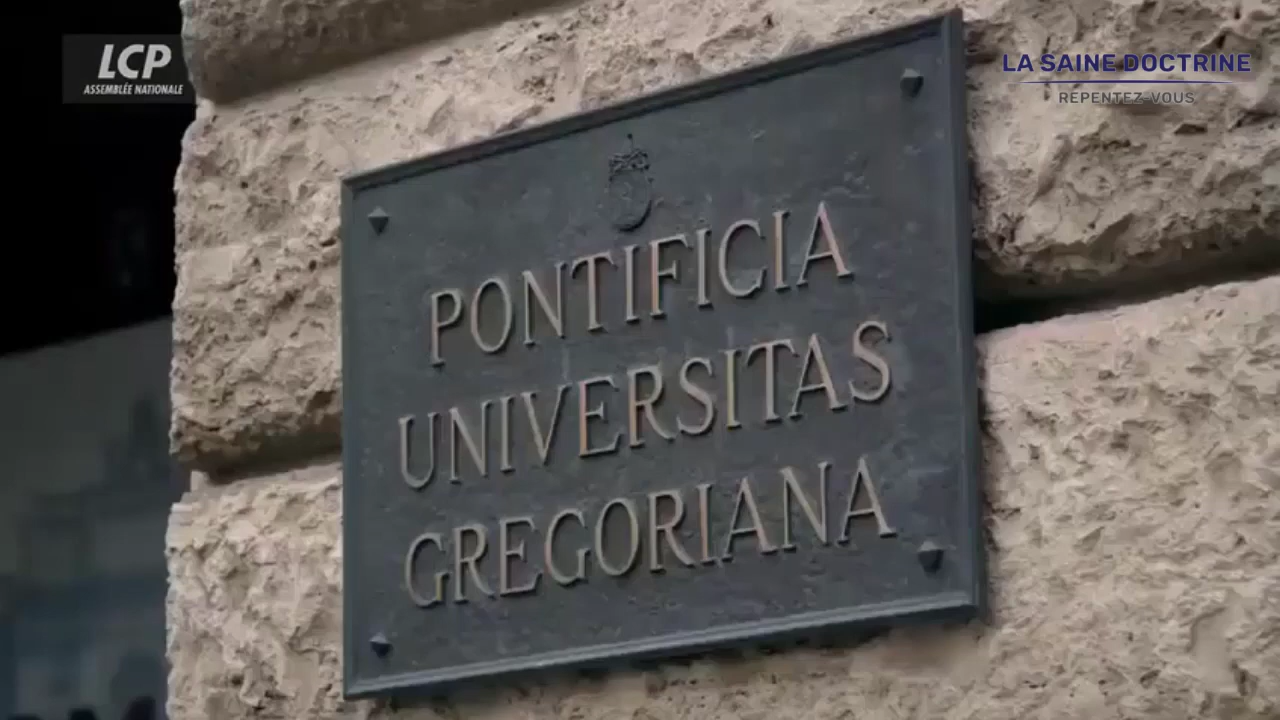 LCP
ASSEMBLÉE NATIONALE
LA SAINE DOCTRINE
REPENTEZ-VOUS
PONTIFICIA
UNIVERSITAS
GREGORIANA